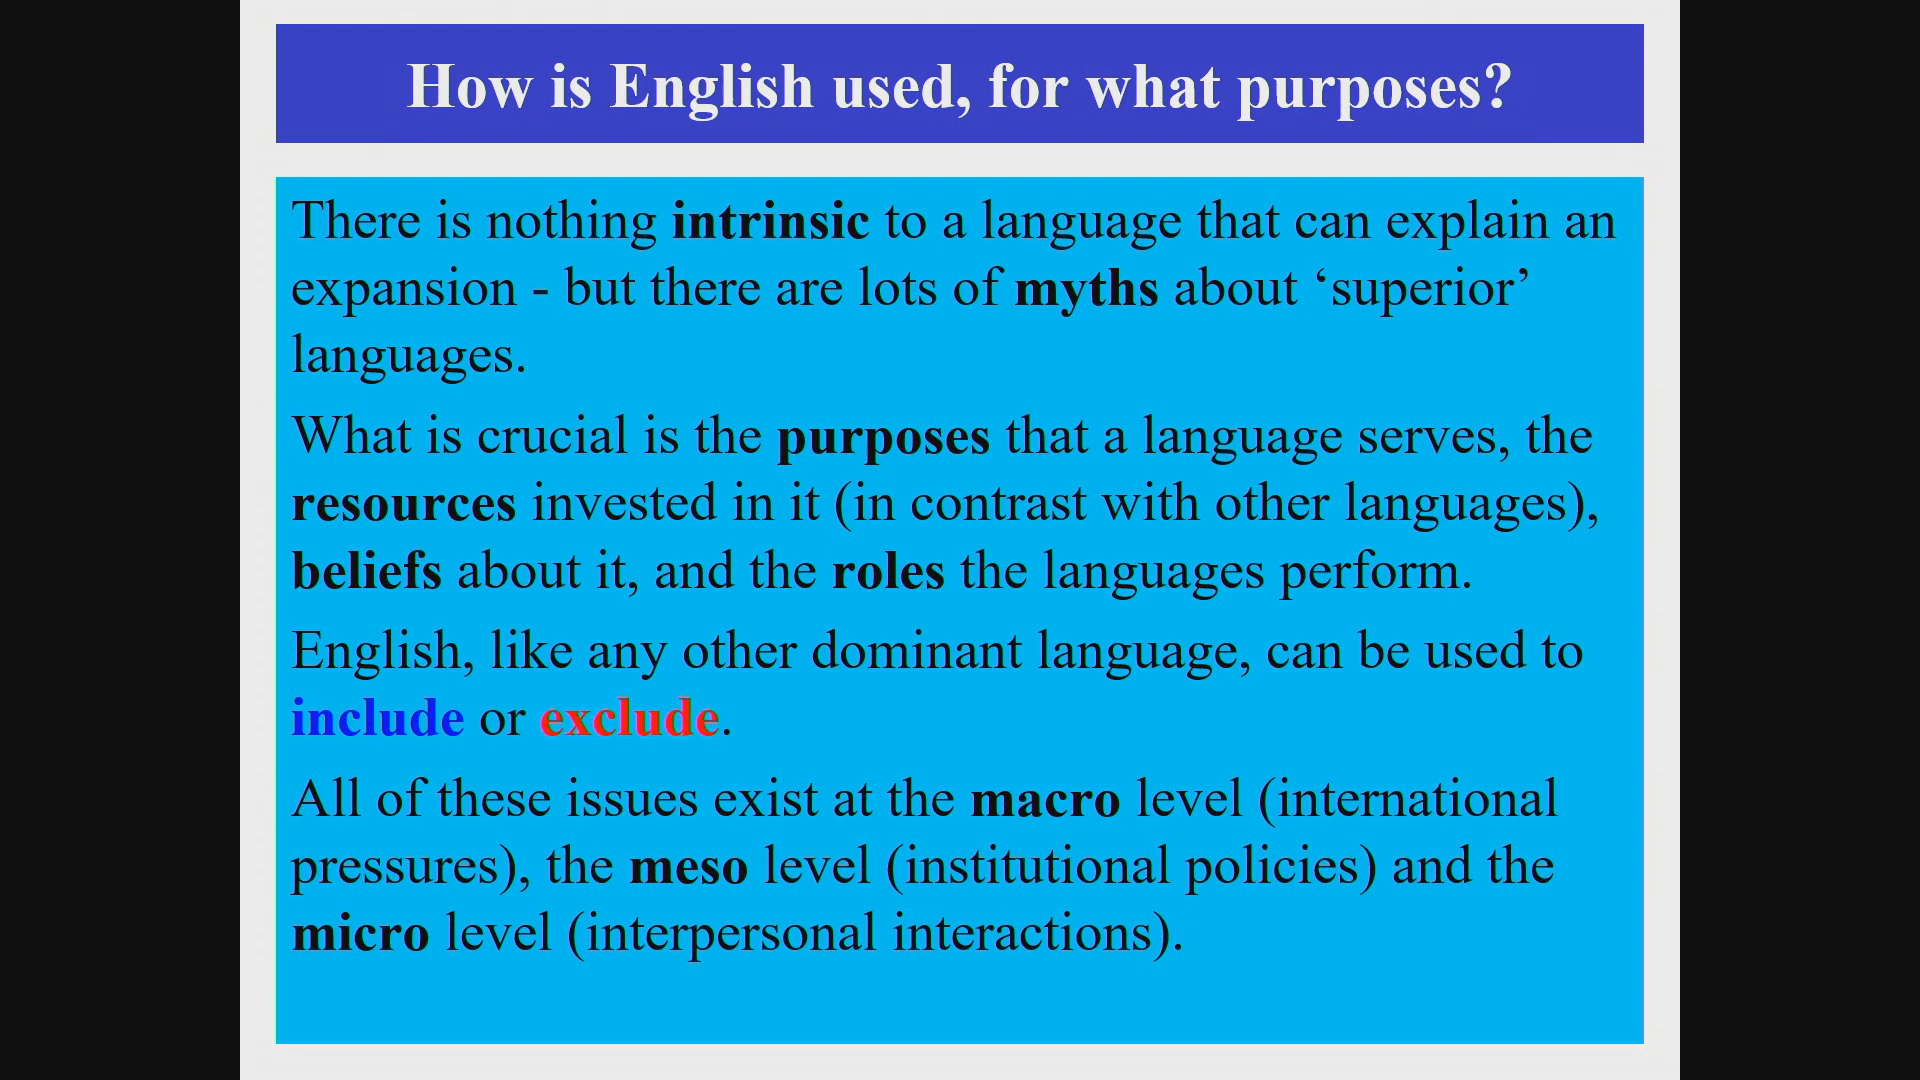 How is English used, for what purposes?
There is nothing intrinsic to a language that can explain an
expansion - but there are lots of myths about ‘superior’
languages.
What is crucial is the purposes that a language serves, the
resources invested in it (in contrast with other languages),
beliefs about it, and the roles the languages perform.
English, like any other dominant language, can be used to
include or exclude.
All of these issues exist at the macro level (international
pressures), the meso level (institutional policies) and the
micro level (interpersonal interactions).